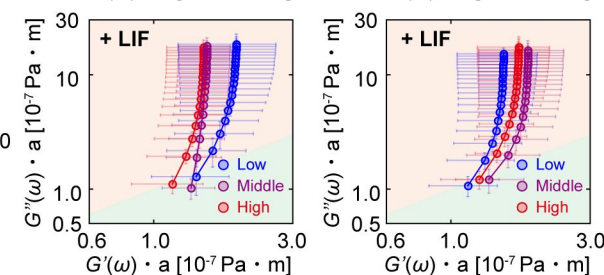 30
+ LIF
10
1.0
0.5
G''(ω)・a [10-7 Pa・m]
Low
Middle
High
0.6
1.0
3.0
G'(ω)・a [10-7 Pa・m]
0
30
+ LIF
10
1.0
0.5
G''(ω)・a [10-7 Pa・m]
Low
Middle
High
0.6
1.0
3.0
G'(ω)・a [10-7 Pa・m]